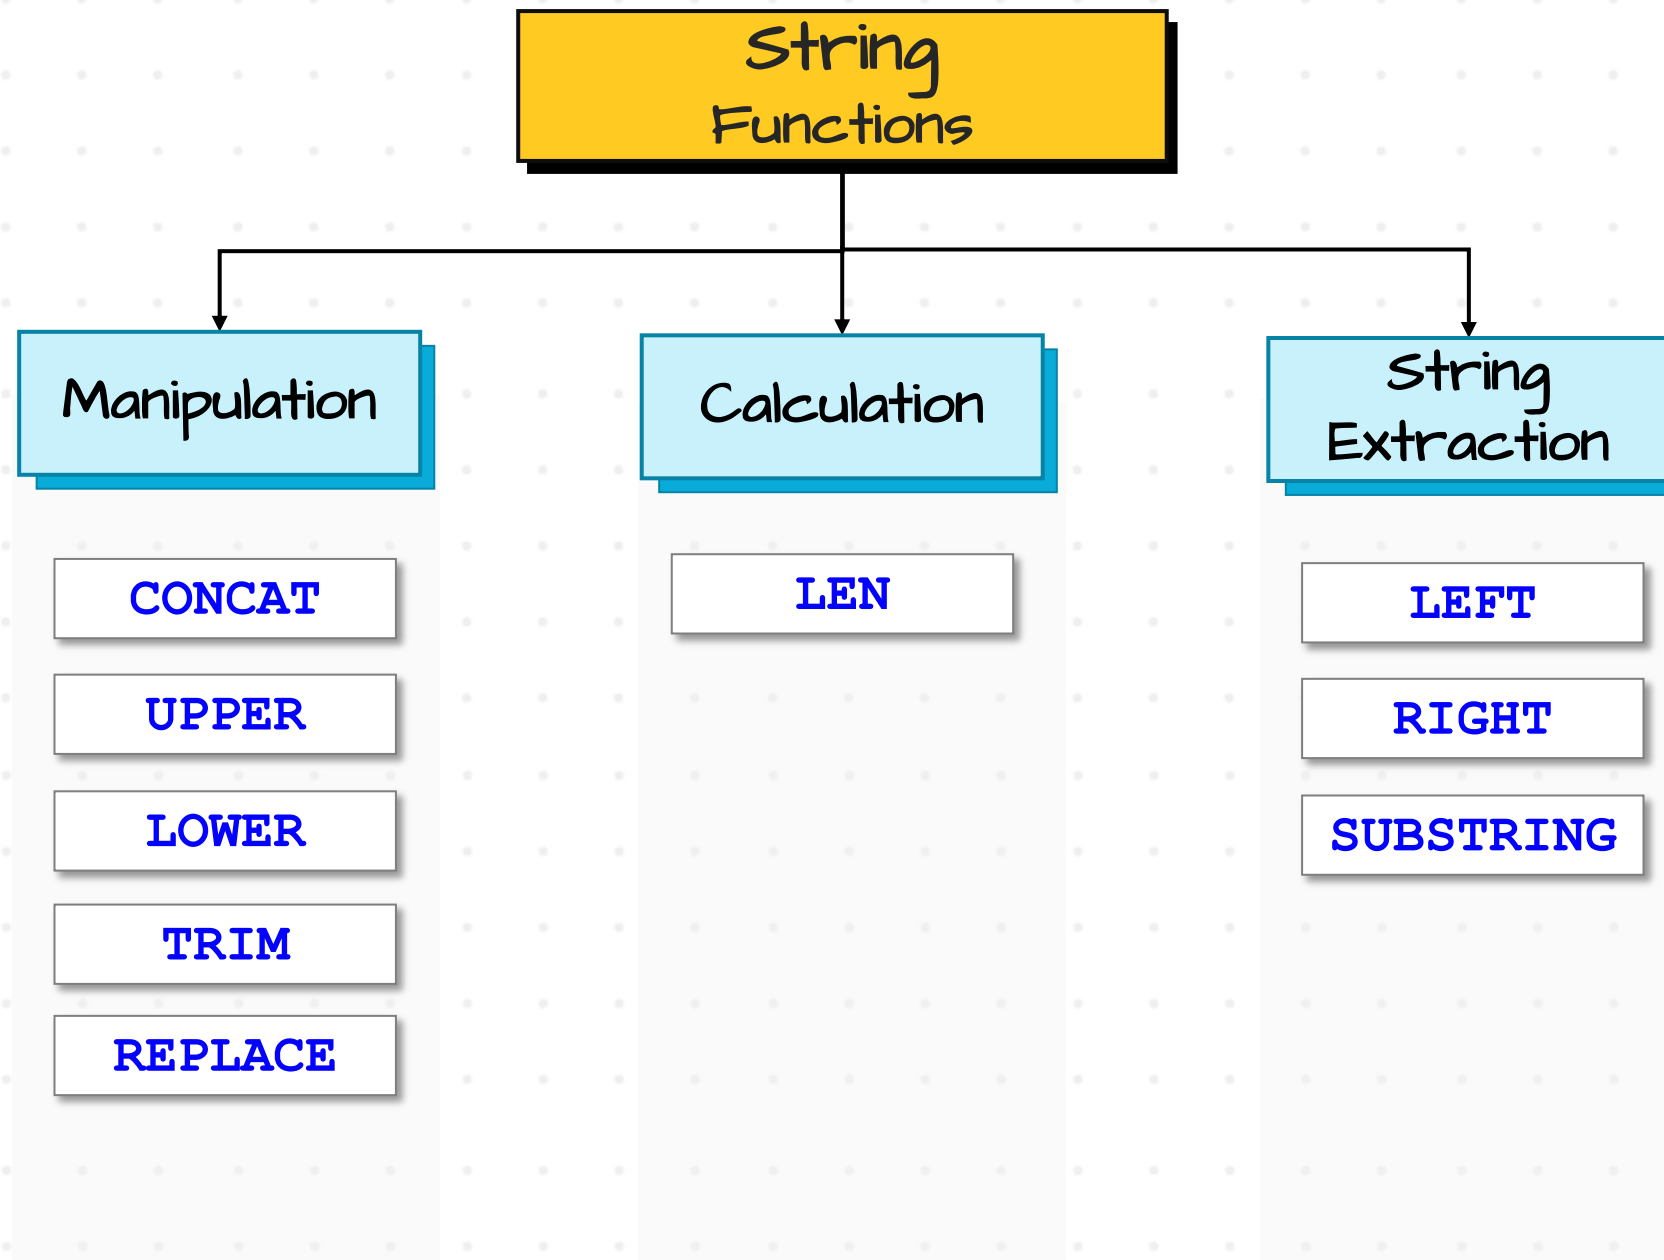 String
Functions
Manipulation
Calculation
String
Extraction
CONCAT
UPPER
LOWER
TRIM
REPLACE
LEN
LEFT
RIGHT
SUBSTRING